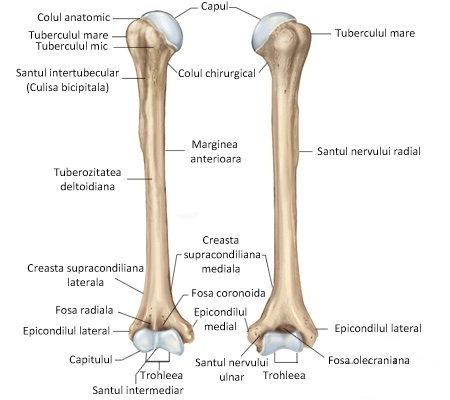 Capul
Colul anatomic
Tuberculul mare
Tuberculul mic
Tuberculul mare
Santul intertubecular
(Culisa bicipitala)
Colul chirurgical
Marginea
anterioara
Santul nervului radial
Tuberozitatea
deltoidiana
Creasta
supracondiliana
mediala
Creasta supracondiliana
laterala
Fosa coronoida
Fosa radiala
Epicondilul
medial
Epicondilul lateral
Epicondilul lateral
Capitulul
Santul nervului
ulnar
Fosa olecraniana
Trohleea
Trohleea
Santul intermediar